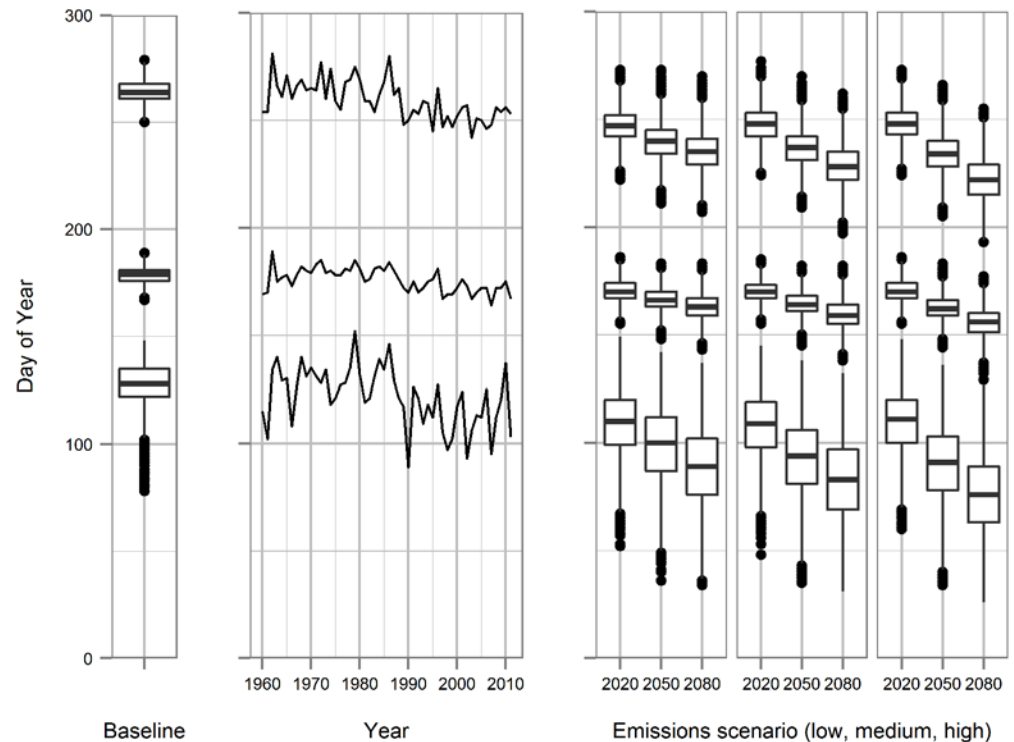 300
200
100
0
Day of Year
1960 1970 1980 1990 2000 2010
2020 2050 2080
2020 2050 2080
2020 2050 2080
Baseline
Year
Emissions scenario (low, medium, high)